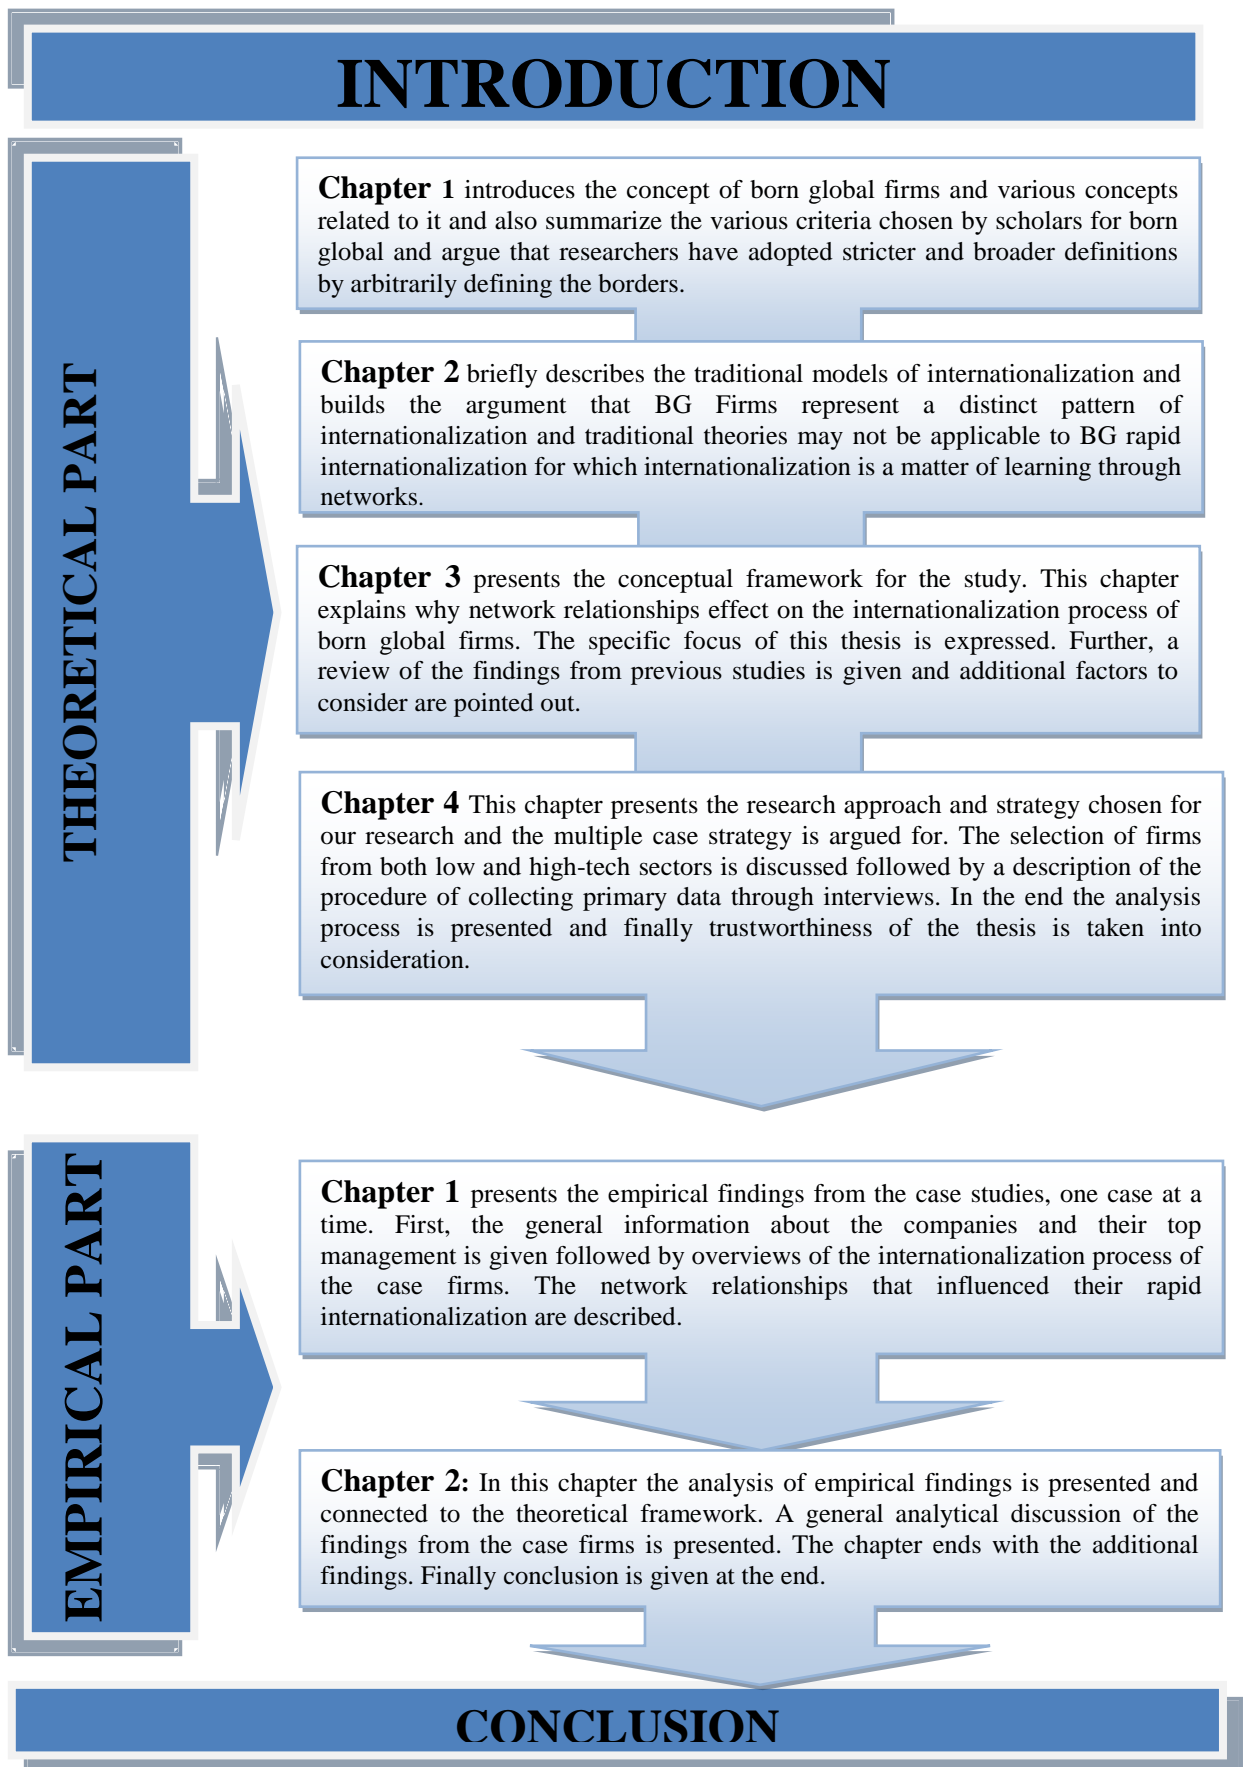 INTRODUCTION
THEORETICAL PART
Chapter 1 introduces the concept of born global firms and various concepts
related to it and also summarize the various criteria chosen by scholars for born
global and argue that researchers have adopted stricter and broader definitions
by arbitrarily defining the borders.
Chapter 2 briefly describes the traditional models of internationalization and
builds the argument that BG Firms represent a distinct pattern of
internationalization and traditional theories may not be applicable to BG rapid
internationalization for which internationalization is a matter of learning through
networks.
Chapter 3 presents the conceptual framework for the study. This chapter
explains why network relationships effect on the internationalization process of
born global firms. The specific focus of this thesis is expressed. Further, a
review of the findings from previous studies is given and additional factors to
consider are pointed out.
Chapter 4 This chapter presents the research approach and strategy chosen for
our research and the multiple case strategy is argued for. The selection of firms
from both low and high-tech sectors is discussed followed by a description of the
procedure of collecting primary data through interviews. In the end the analysis
process is presented and finally trustworthiness of the thesis is taken into
consideration.
EMPIRICAL PART
Chapter 1 presents the empirical findings from the case studies, one case at a
time. First, the general information about the companies and their top
management is given followed by overviews of the internationalization process of
the case firms. The network relationships that influenced their rapid
internationalization are described.
Chapter 2: In this chapter the analysis of empirical findings is presented and
connected to the theoretical framework. A general analytical discussion of the
findings from the case firms is presented. The chapter ends with the additional
findings. Finally conclusion is given at the end.
CONCLUSION